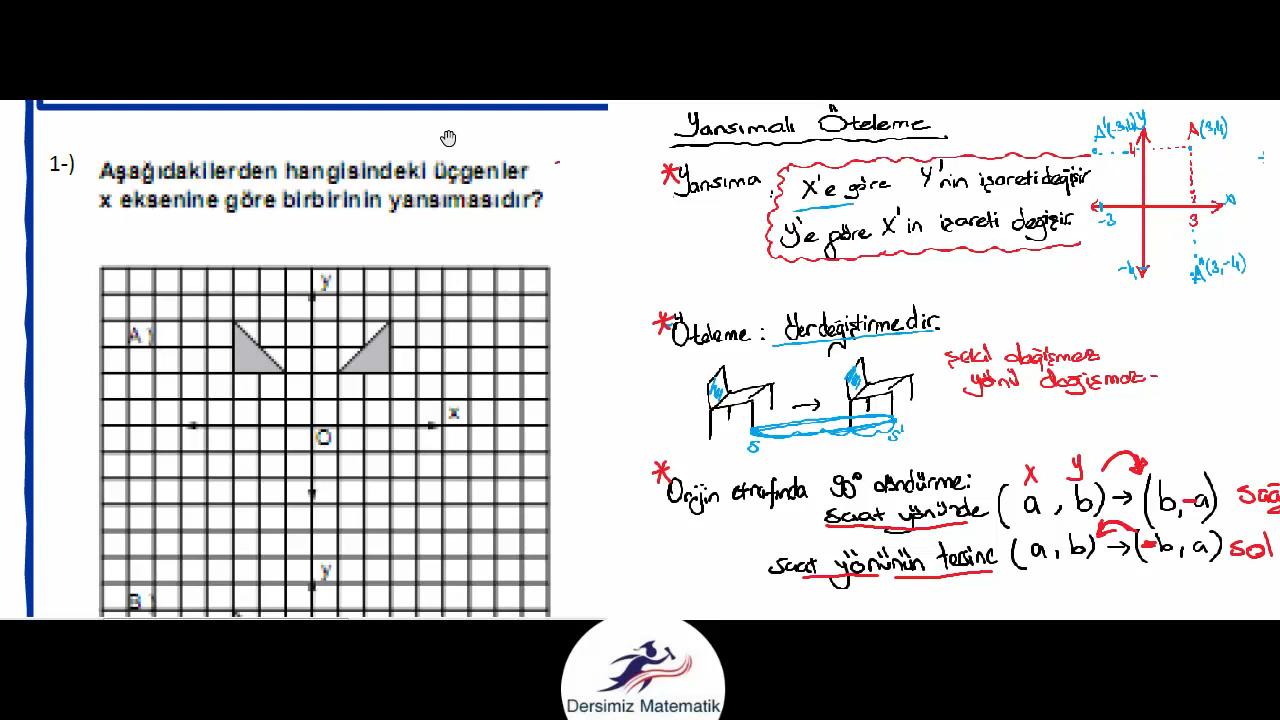 1-)
Aşağıdakilerden hangisindeki üçgenler
x eksenine göre birbirinin yansımasıdır?
y
A )
x
O
y
B )
Yansımalı Öteleme
*Yansıma:
X'e göre Y'nin işareti değişir
Y'e göre X'in işareti değişir.
A'(-3,4)
y
A(3,4)
4
x
-3
3
-4
A"(3,-4)
*Öteleme: Yerdeğiştirmedir.
şekil değişmez
yönü değişmez
S
S'
x y
*Orijin etrafında 90° döndürme:
saat yönünde (a, b) → (b,-a) sağ
saat yönünün tersine (a, b) → (-b, a) sol
Dersimiz Matematik